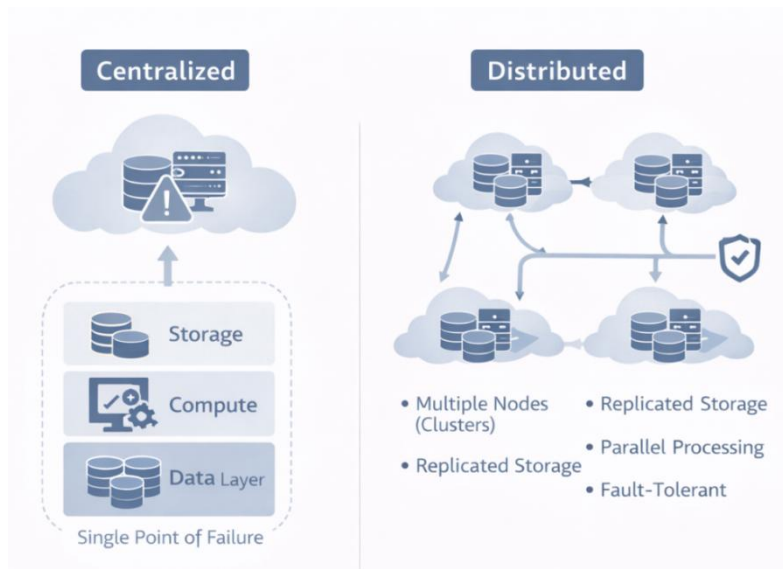 Centralized
Storage
Compute
Data Layer
Single Point of Failure
Distributed
• Multiple Nodes
(Clusters)
• Replicated Storage
• Replicated Storage
• Parallel Processing
• Fault-Tolerant